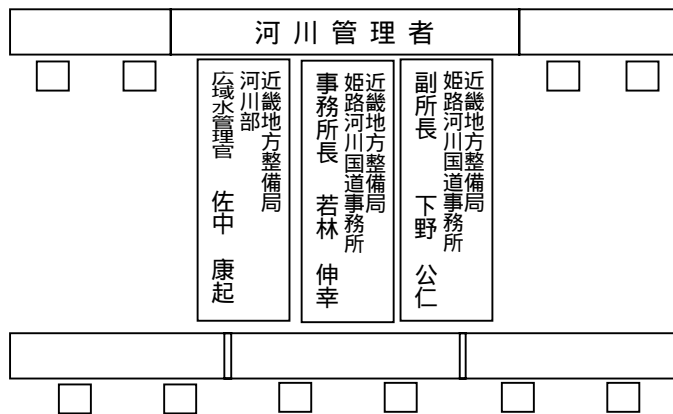 河川管理者
近畿地方整備局
姫路河川国道事務所
副所長 下野 公仁
近畿地方整備局
姫路河川国道事務所
事務所長 若林 伸幸
近畿地方整備局
河川部
広域水管理官 佐中 康起